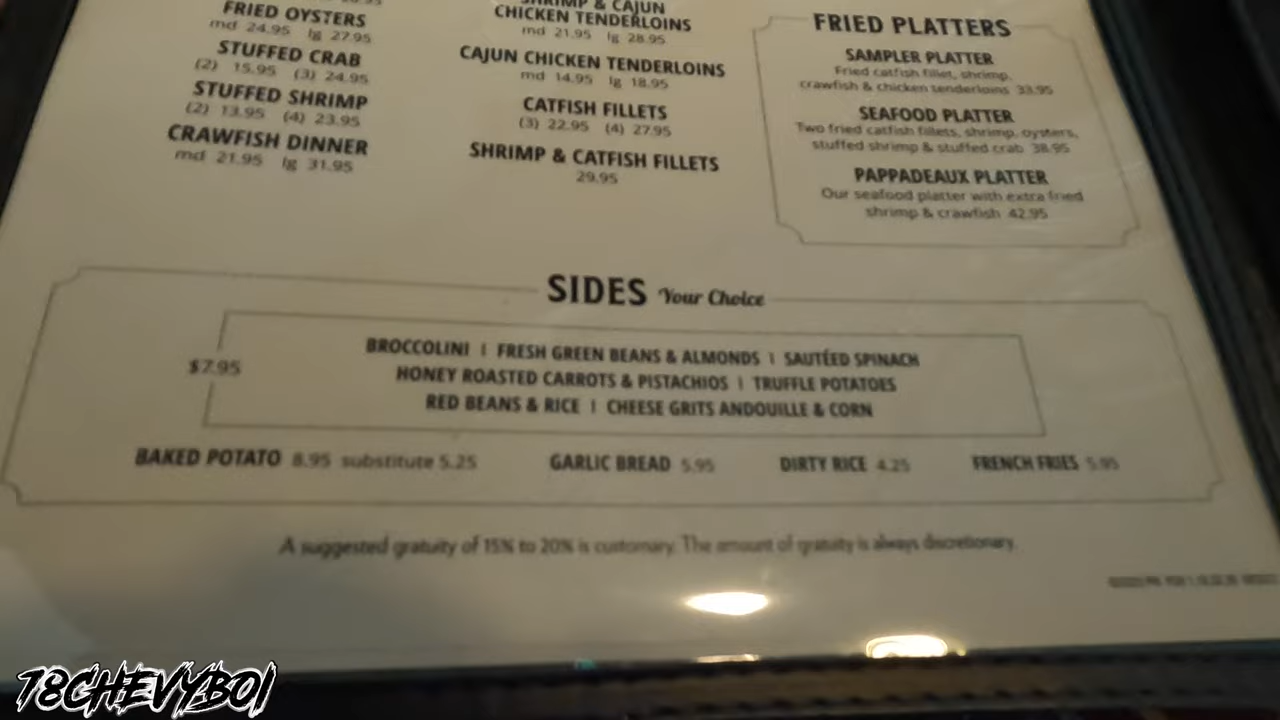 FRIED OYSTERS
md 24.95 lg 27.95
STUFFED CRAB
(2) 15.95 (3) 24.95
STUFFED SHRIMP
(2) 13.95 (4) 23.95
CRAWFISH DINNER
md 21.95 lg 31.95
SHRIMP & CAJUN
CHICKEN TENDERLOINS
md 21.95 lg 28.95
CAJUN CHICKEN TENDERLOINS
md 14.95 lg 18.95
CATFISH FILLETS
(3) 22.95 (4) 27.95
SHRIMP & CATFISH FILLETS
29.95
FRIED PLATTERS
SAMPLER PLATTER
Fried catfish fillet, shrimp,
crawfish & chicken tenderloins 33.95
SEAFOOD PLATTER
Two fried catfish fillets, shrimp, oysters,
stuffed shrimp & stuffed crab 38.95
PAPPADEAUX PLATTER
Our seafood platter with extra fried
shrimp & crawfish 42.95
SIDES Your Choice
$7.95
BROCCOLINI | FRESH GREEN BEANS & ALMONDS | SAUTÉED SPINACH
HONEY ROASTED CARROTS & PISTACHIOS | TRUFFLE POTATOES
RED BEANS & RICE | CHEESE GRITS ANDOUILLE & CORN
BAKED POTATO 8.95 substitute 5.25 GARLIC BREAD 5.95 DIRTY RICE 4.25 FRENCH FRIES 5.95
A suggested gratuity of 15% to 20% is customary. The amount of gratuity is always discretionary.
78CHEVYBOI